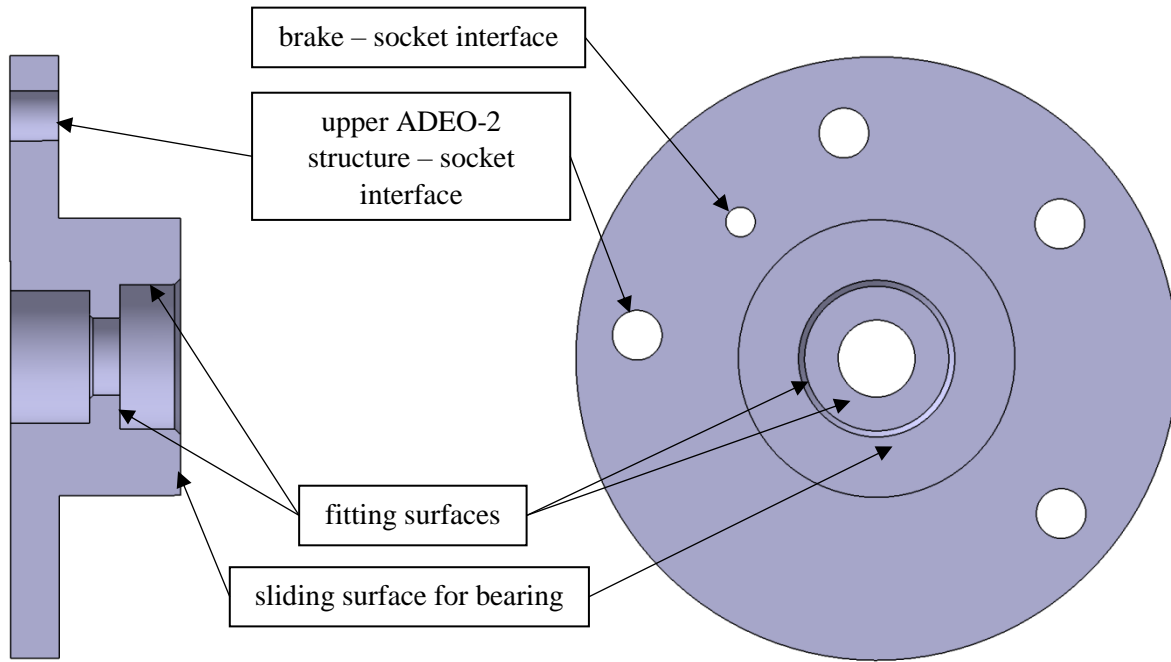 brake – socket interface
upper ADEO-2
structure – socket
interface
fitting surfaces
sliding surface for bearing